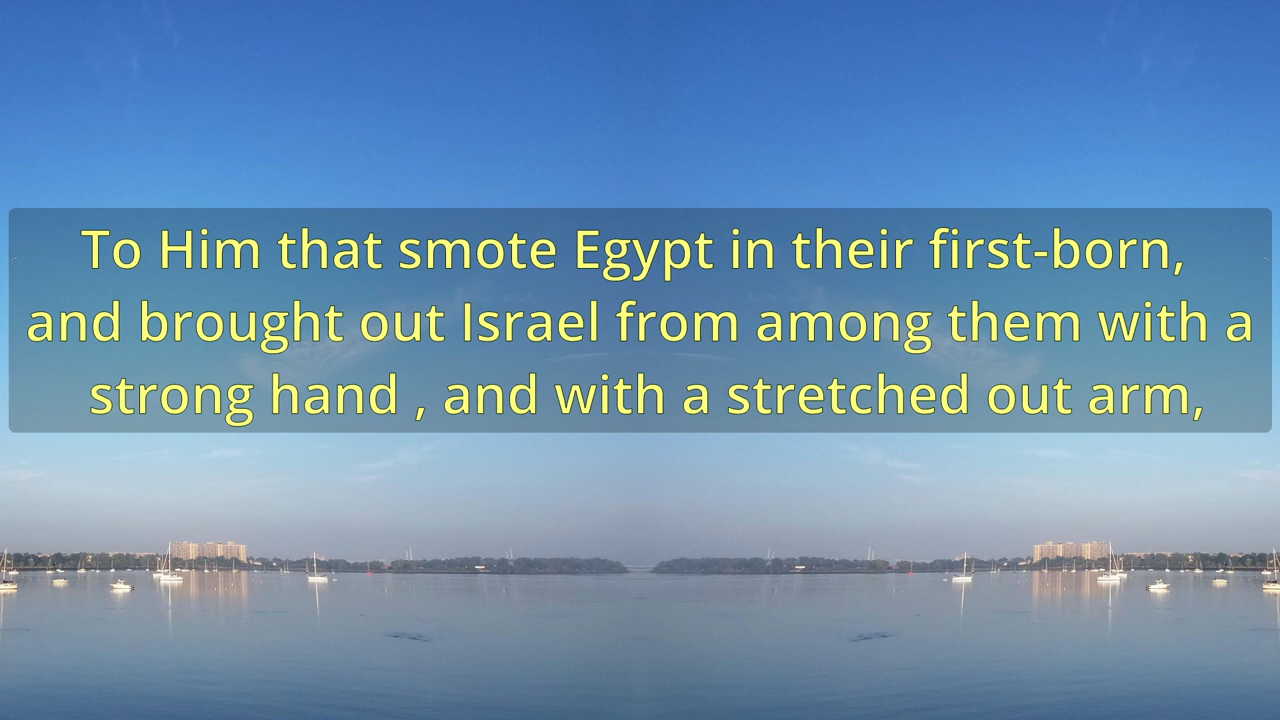 To Him that smote Egypt in their first-born,
and brought out Israel from among them with a
strong hand , and with a stretched out arm,